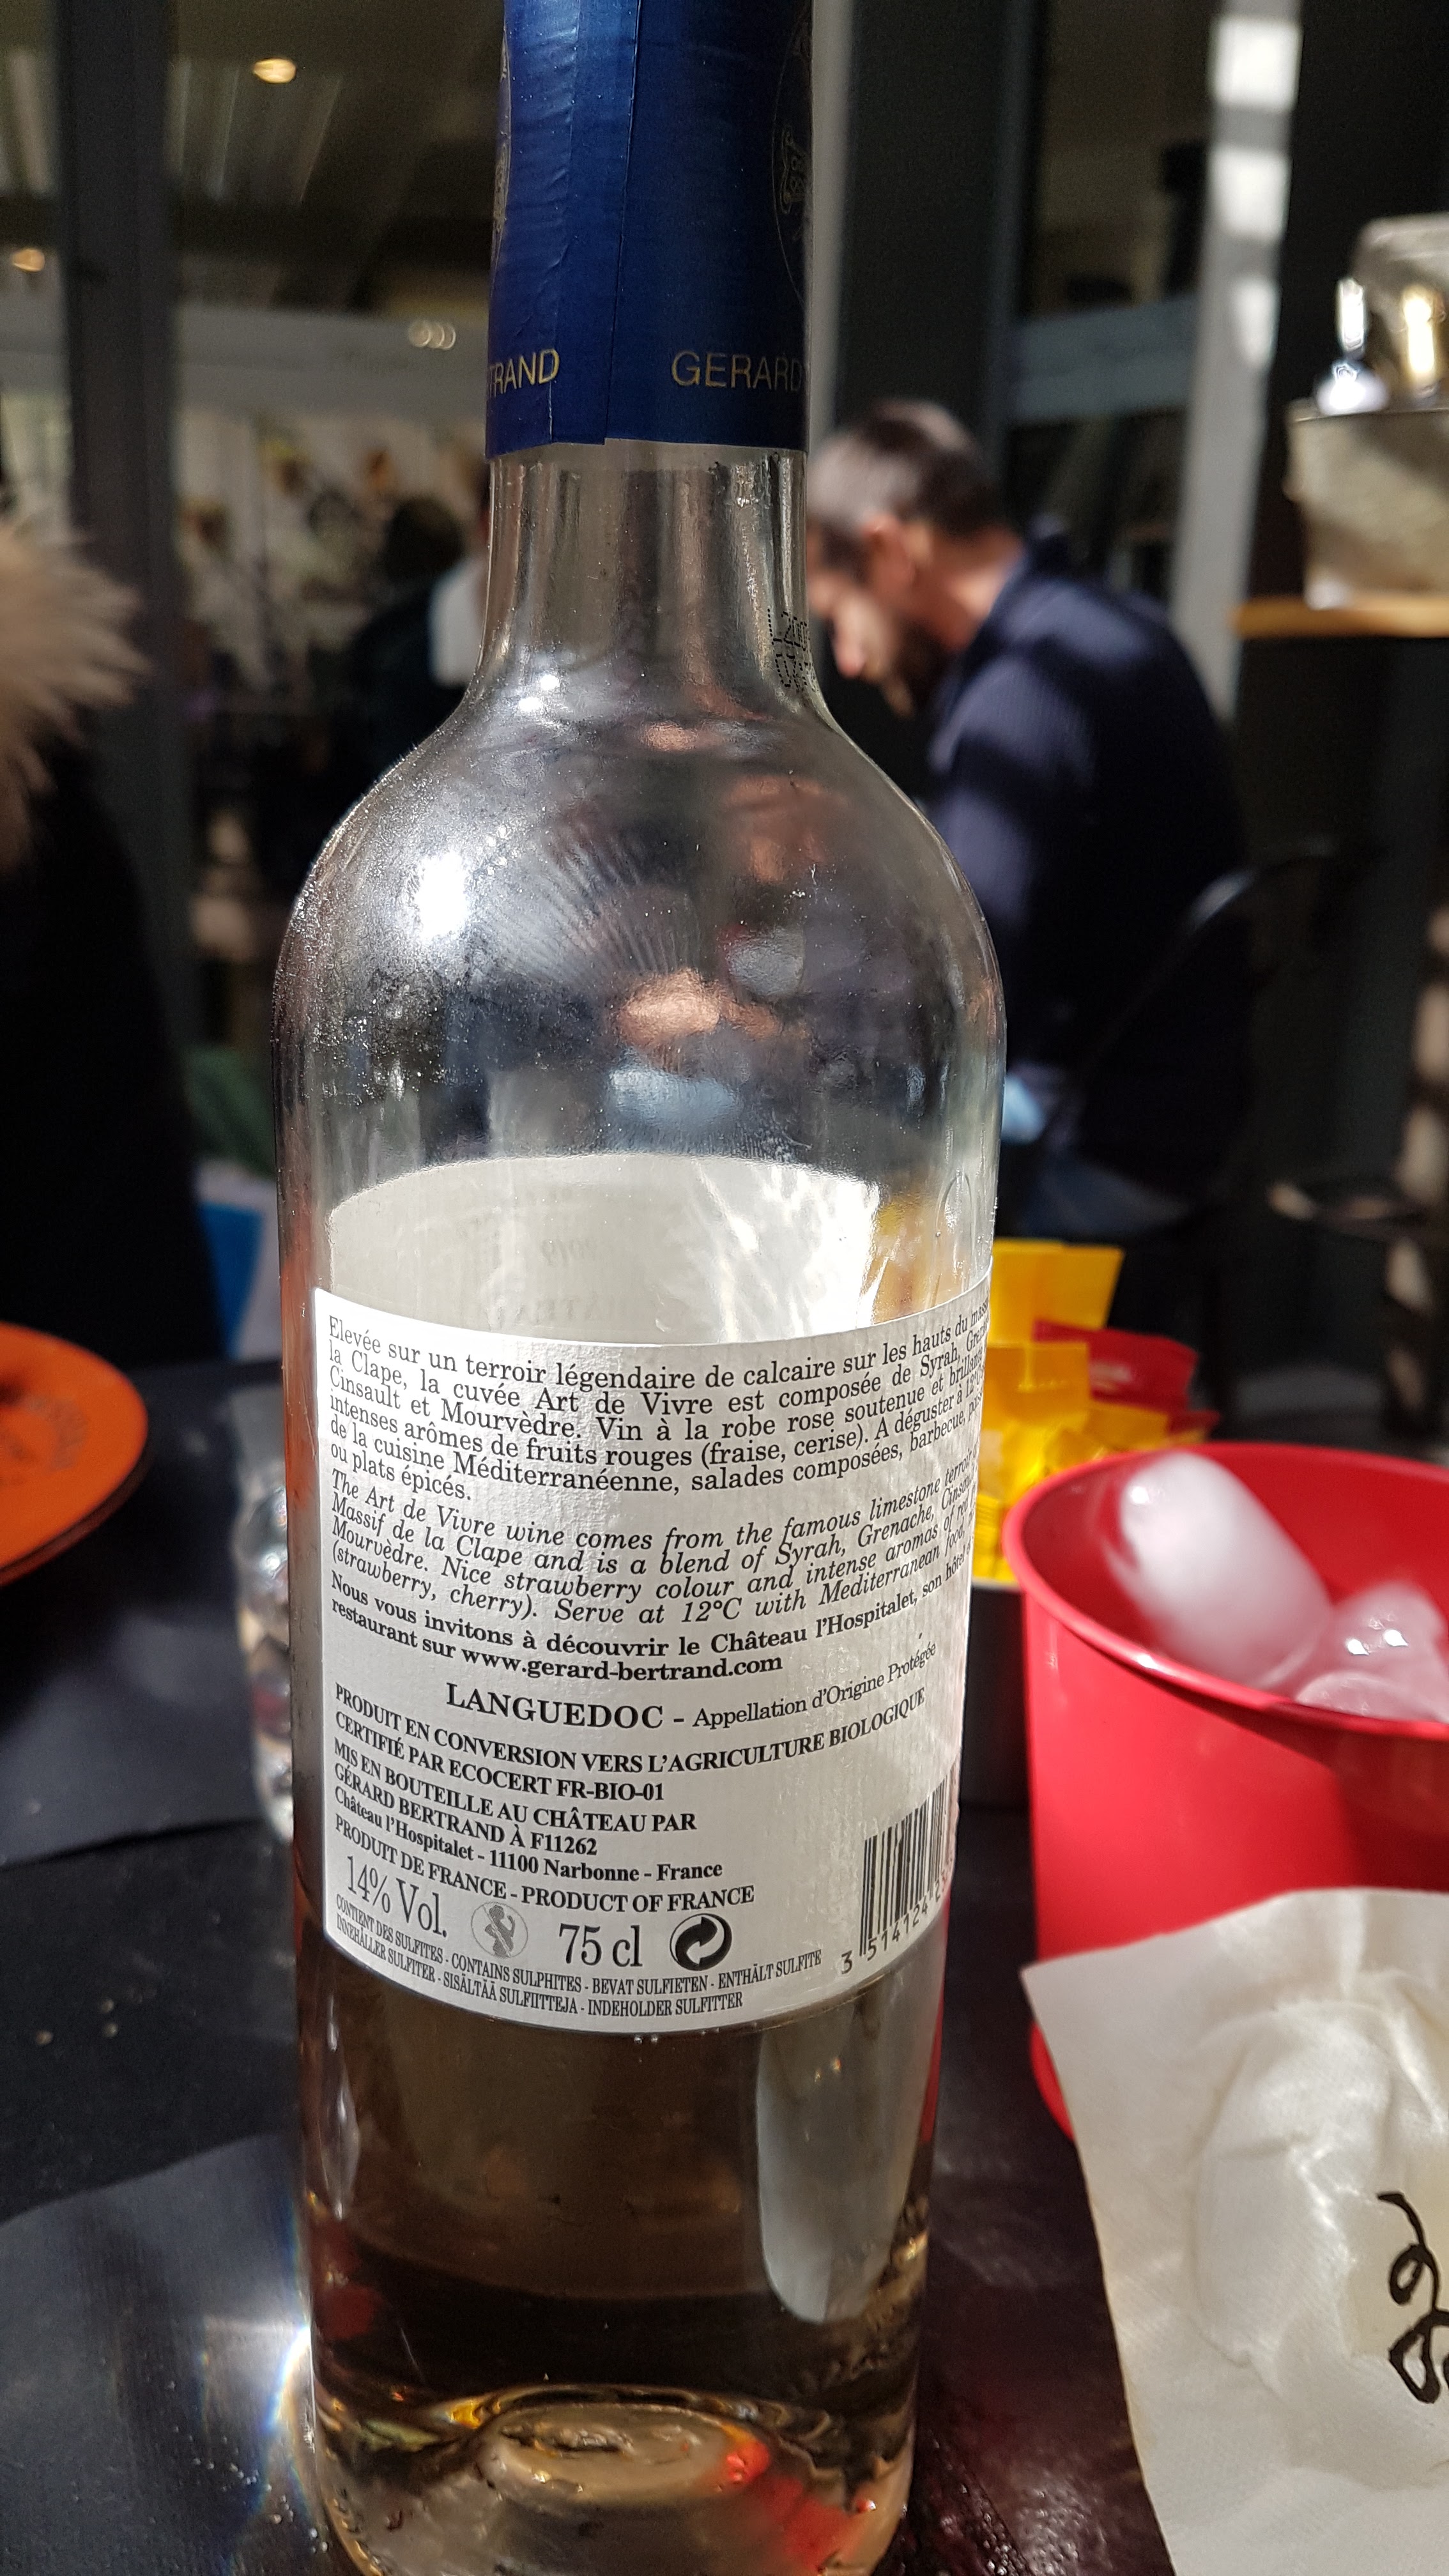 TRAND GERARD
Elevée sur un terroir légendaire de calcaire sur les hauts du
la Clape, la cuvée Art de Vivre est composée de Syrah,
Cinsault et Mourvèdre. Vin à la robe rose soutenue et
intenses arômes de fruits rouges (fraise, cerise). A déguster à
de la cuisine Méditerranéenne, salades composées, barbecue,
ou plats épicés.
The Art de Vivre wine comes from the famous limestone
Massif de la Clape and is a blend of Syrah, Grenache,
Mourvèdre. Nice strawberry colour and intense aromas of
(strawberry, cherry). Serve at 12°C with Mediterranean
Nous vous invitons à découvrir le Château l'Hospitalet, son
restaurant sur www.gerard-bertrand.com
LANGUEDOC - Appellation d'Origine Protégée
PRODUIT EN CONVERSION VERS L'AGRICULTURE BIOLOGIQUE
CERTIFIÉ PAR ECOCERT FR-BIO-01
MIS EN BOUTEILLE AU CHÂTEAU PAR
GÉRARD BERTRAND À F11262
Château l'Hospitalet - 11100 Narbonne - France
PRODUIT DE FRANCE - PRODUCT OF FRANCE
14% Vol. 75 cl
CONTIENT DES SULFITES - CONTAINS SULPHITES - BEVAT SULFIETEN - ENTHÄLT SULFITE
INNEHÅLLER SULFITER - SISÄLTÄÄ SULFIITTEJA - INDEHOLDER SULFITTER